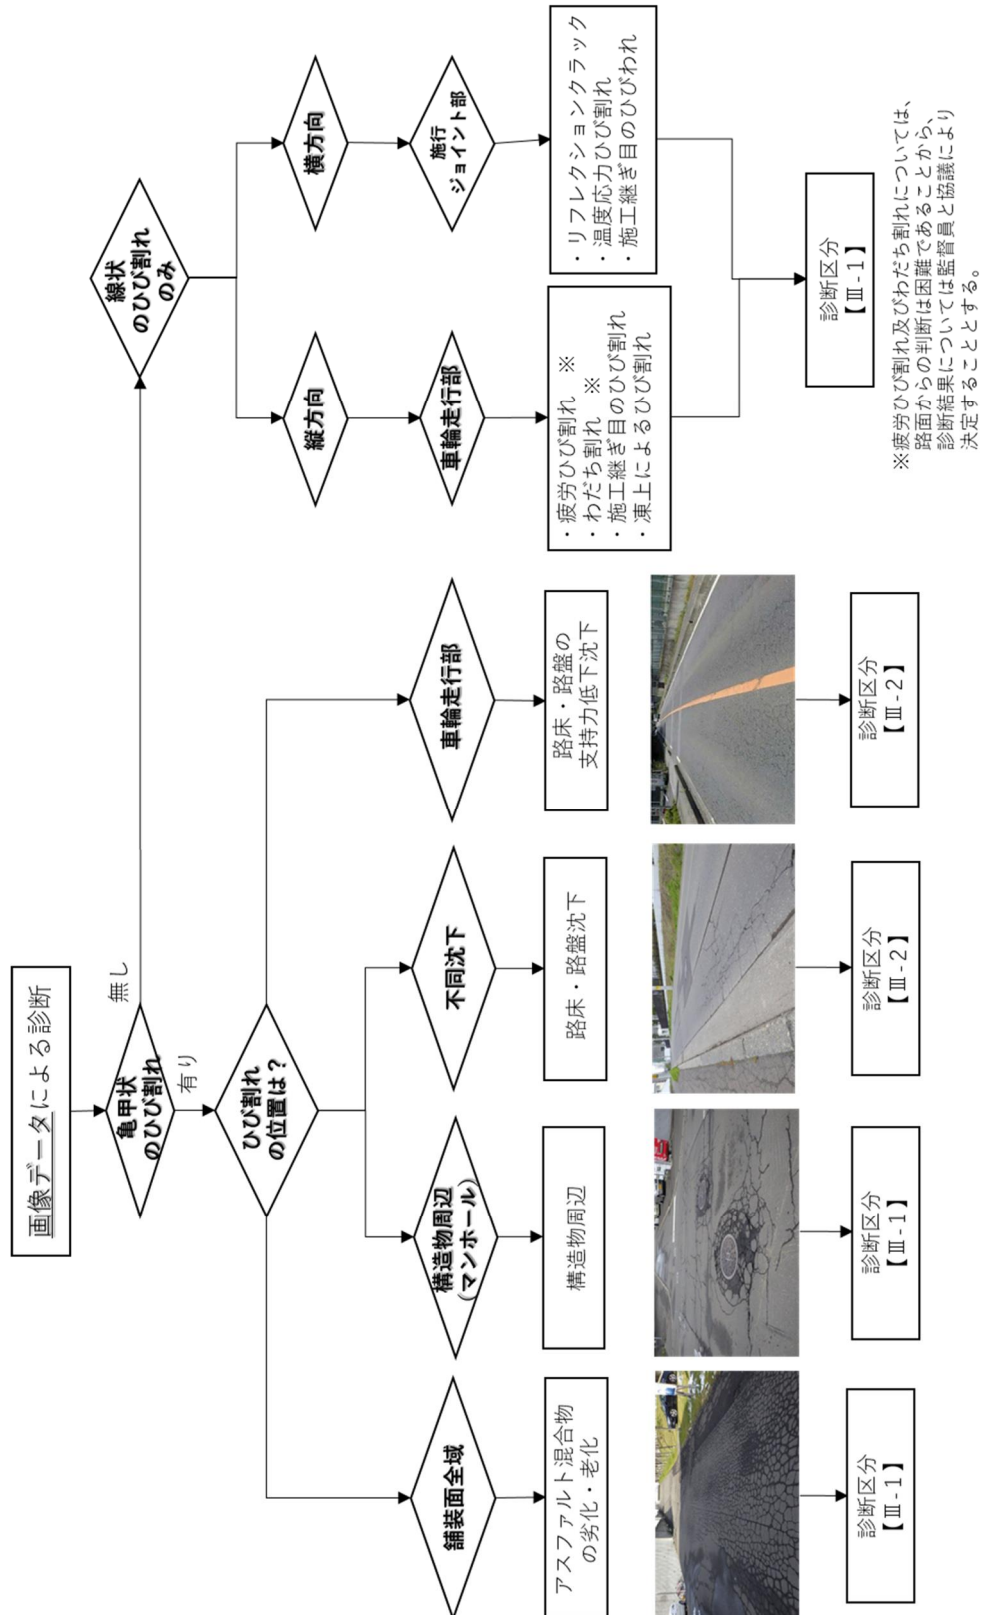 画像データによる診断
亀甲状
のひび割れ
無し
有り
ひび割れ
の位置は？
舗装面全域
構造物周辺
（マンホール）
不同沈下
車輪走行部
アスファルト混合物
の劣化・老化
構造物周辺
路床・路盤沈下
路床・路盤の
支持力低下沈下
診断区分
【Ⅲ-1】
診断区分
【Ⅲ-1】
診断区分
【Ⅲ-2】
診断区分
【Ⅲ-2】
線状
のひび割れ
のみ
縦方向
横方向
車輪走行部
施行
ジョイント部
・疲労ひび割れ　※
・わだち割れ　※
・施工継ぎ目のひび割れ
・凍上によるひび割れ
・リフレクションクラック
・温度応力ひび割れ
・施工継ぎ目のひびわれ
診断区分
【Ⅲ-1】
※疲労ひび割れ及びわだち割れについては、
路面からの判断は困難であることから、
診断結果については監督員と協議により
決定することとする。